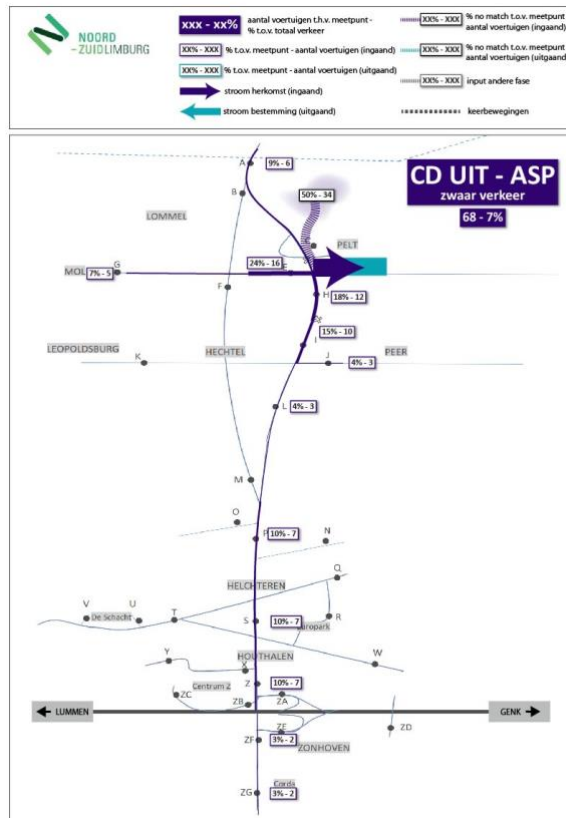 NOORD
-ZUIDLIMBURG
xxx - xx%
aantal voertuigen t.h.v. meetpunt -
% t.o.v. totaal verkeer
XX% - XXX
% t.o.v. meetpunt - aantal voertuigen (ingaand)
XX% - XXX
% t.o.v. meetpunt - aantal voertuigen (uitgaand)
stroom herkomst (ingaand)
stroom bestemming (uitgaand)
XX% - XXX
% no match t.o.v. meetpunt
aantal voertuigen (ingaand)
XX% - XXX
% no match t.o.v. meetpunt
aantal voertuigen (uitgaand)
XX% - XXX
input andere fase
keerbewegingen
CD UIT - ASP
zwaar verkeer
68 - 7%
A
9% - 6
B
50% - 34
LOMMEL
PELT
24% - 16
MOL
7% - 5
G
F
H
18% - 12
15% - 10
I
LEOPOLDSBURG
HECHTEL
PEER
K
J
4% - 3
L
4% - 3
M
O
P
10% - 7
N
HELCHTEREN
Q
V
U
De Schacht
T
S
10% - 7
R
Europark
HOUTHALEN
Y
X
W
Z
10% - 7
Centrum Z
ZC
ZB
ZA
LUMMEN
GENK
ZE
ZD
ZF
3% - 2
ZONHOVEN
Corda
ZG
3% - 2